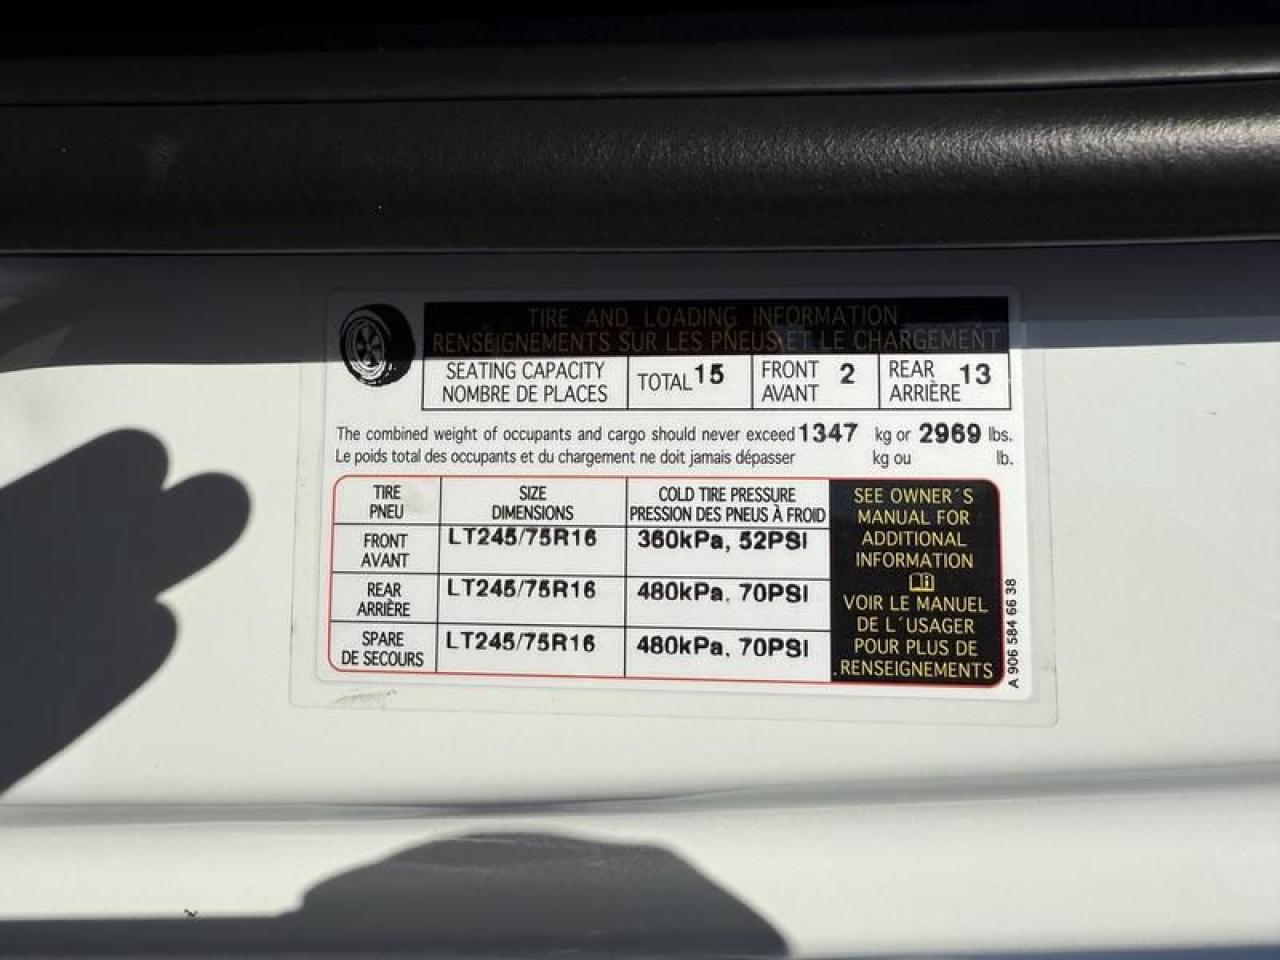 TIRE AND LOADING INFORMATION
RENSEIGNEMENTS SUR LES PNEUS ET LE CHARGEMENT
SEATING CAPACITY
NOMBRE DE PLACES
TOTAL 15
FRONT
AVANT
2
REAR
ARRIÈRE
13
The combined weight of occupants and cargo should never exceed 1347 kg or 2969 lbs.
Le poids total des occupants et du chargement ne doit jamais dépasser kg ou lb.
TIRE
PNEU
SIZE
DIMENSIONS
COLD TIRE PRESSURE
PRESSION DES PNEUS À FROID
FRONT
AVANT
LT245/75R16
360kPa, 52PSI
REAR
ARRIÈRE
LT245/75R16
480kPa, 70PSI
SPARE
DE SECOURS
LT245/75R16
480kPa, 70PSI
SEE OWNER´S
MANUAL FOR
ADDITIONAL
INFORMATION
VOIR LE MANUEL
DE L´USAGER
POUR PLUS DE
RENSEIGNEMENTS
A 906 584 66 38